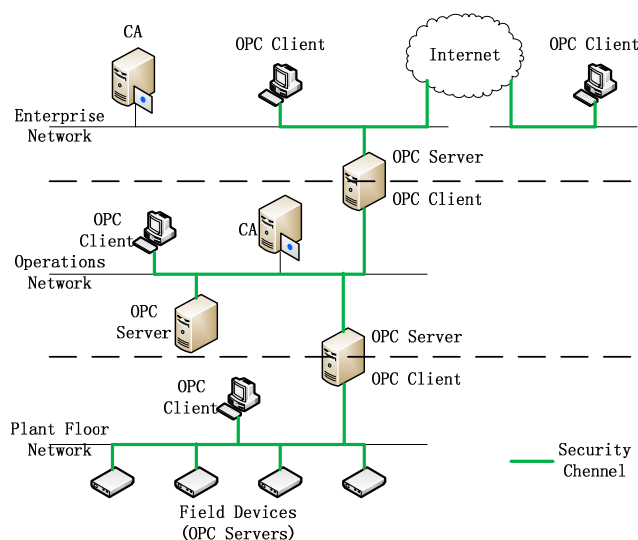 CA
OPC Client
Internet
OPC Client
Enterprise
Network
OPC Server
OPC Client
OPC
Client
CA
Operations
Network
OPC
Server
OPC Server
OPC Client
OPC
Client
Plant Floor
Network
Security
Chennel
Field Devices
(OPC Servers)